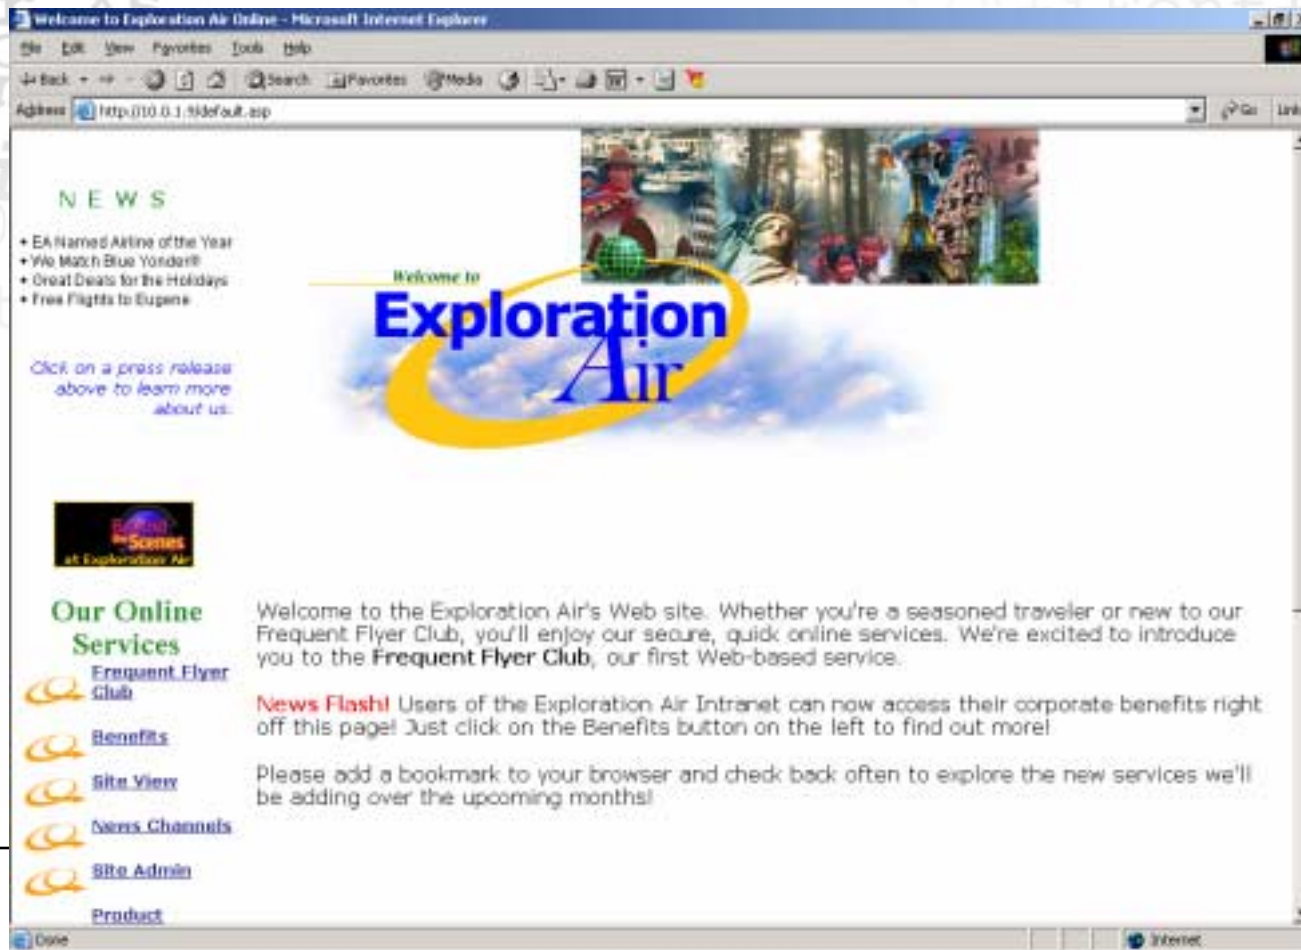 Welcome to Exploration Air Online - Microsoft Internet Explorer
File Edit View Favorites Tools Help
Back Search Favorites Media
Address http://10.0.1.9/default.asp Go Link
N E W S
• EA Named Airline of the Year
• We Match Blue Yonder®
• Great Deals for the Holidays
• Free Flights to Eugene
Click on a press release
above to learn more
about us.
Welcome to
Exploration
Air
Behind
the Scenes
at Exploration Air
Our Online
Services
Frequent Flyer
Club
Benefits
Site View
News Channels
Site Admin
Product
Welcome to the Exploration Air's Web site. Whether you're a seasoned traveler or new to our
Frequent Flyer Club, you'll enjoy our secure, quick online services. We're excited to introduce
you to the Frequent Flyer Club, our first Web-based service.
News Flash! Users of the Exploration Air Intranet can now access their corporate benefits right
off this page! Just click on the Benefits button on the left to find out more!
Please add a bookmark to your browser and check back often to explore the new services we'll
be adding over the upcoming months!
Done Internet